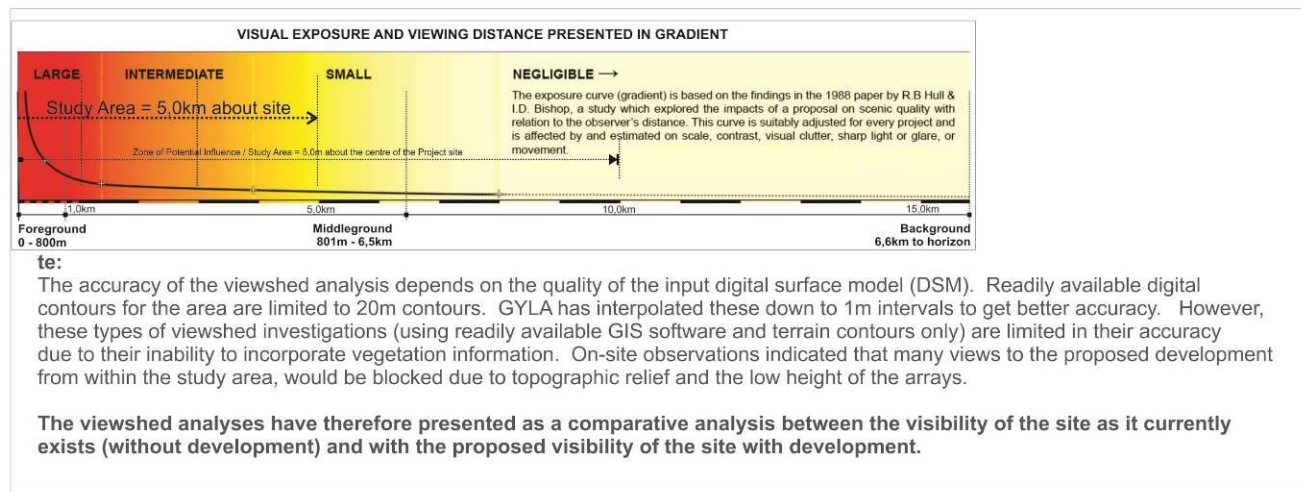 VISUAL EXPOSURE AND VIEWING DISTANCE PRESENTED IN GRADIENT
LARGE INTERMEDIATE SMALL NEGLIGIBLE →
The exposure curve (gradient) is based on the findings in the 1988 paper by R.B Hull &
I.D. Bishop, a study which explored the impacts of a proposal on scenic quality with
relation to the observer's distance. This curve is suitably adjusted for every project and
is affected by and estimated on scale, contrast, visual clutter, sharp light or glare, or
movement.
Study Area = 5,0km about site
Zone of Potential Influence / Study Area = 5.0m about the centre of the Project site
1,0km 5,0km 10,0km 15,0km
Foreground Middleground Background
0 - 800m 801m - 6,5km 6,6km to horizon
te:
The accuracy of the viewshed analysis depends on the quality of the input digital surface model (DSM). Readily available digital
contours for the area are limited to 20m contours. GYLA has interpolated these down to 1m intervals to get better accuracy. However,
these types of viewshed investigations (using readily available GIS software and terrain contours only) are limited in their accuracy
due to their inability to incorporate vegetation information. On-site observations indicated that many views to the proposed development
from within the study area, would be blocked due to topographic relief and the low height of the arrays.
The viewshed analyses have therefore presented as a comparative analysis between the visibility of the site as it currently
exists (without development) and with the proposed visibility of the site with development.